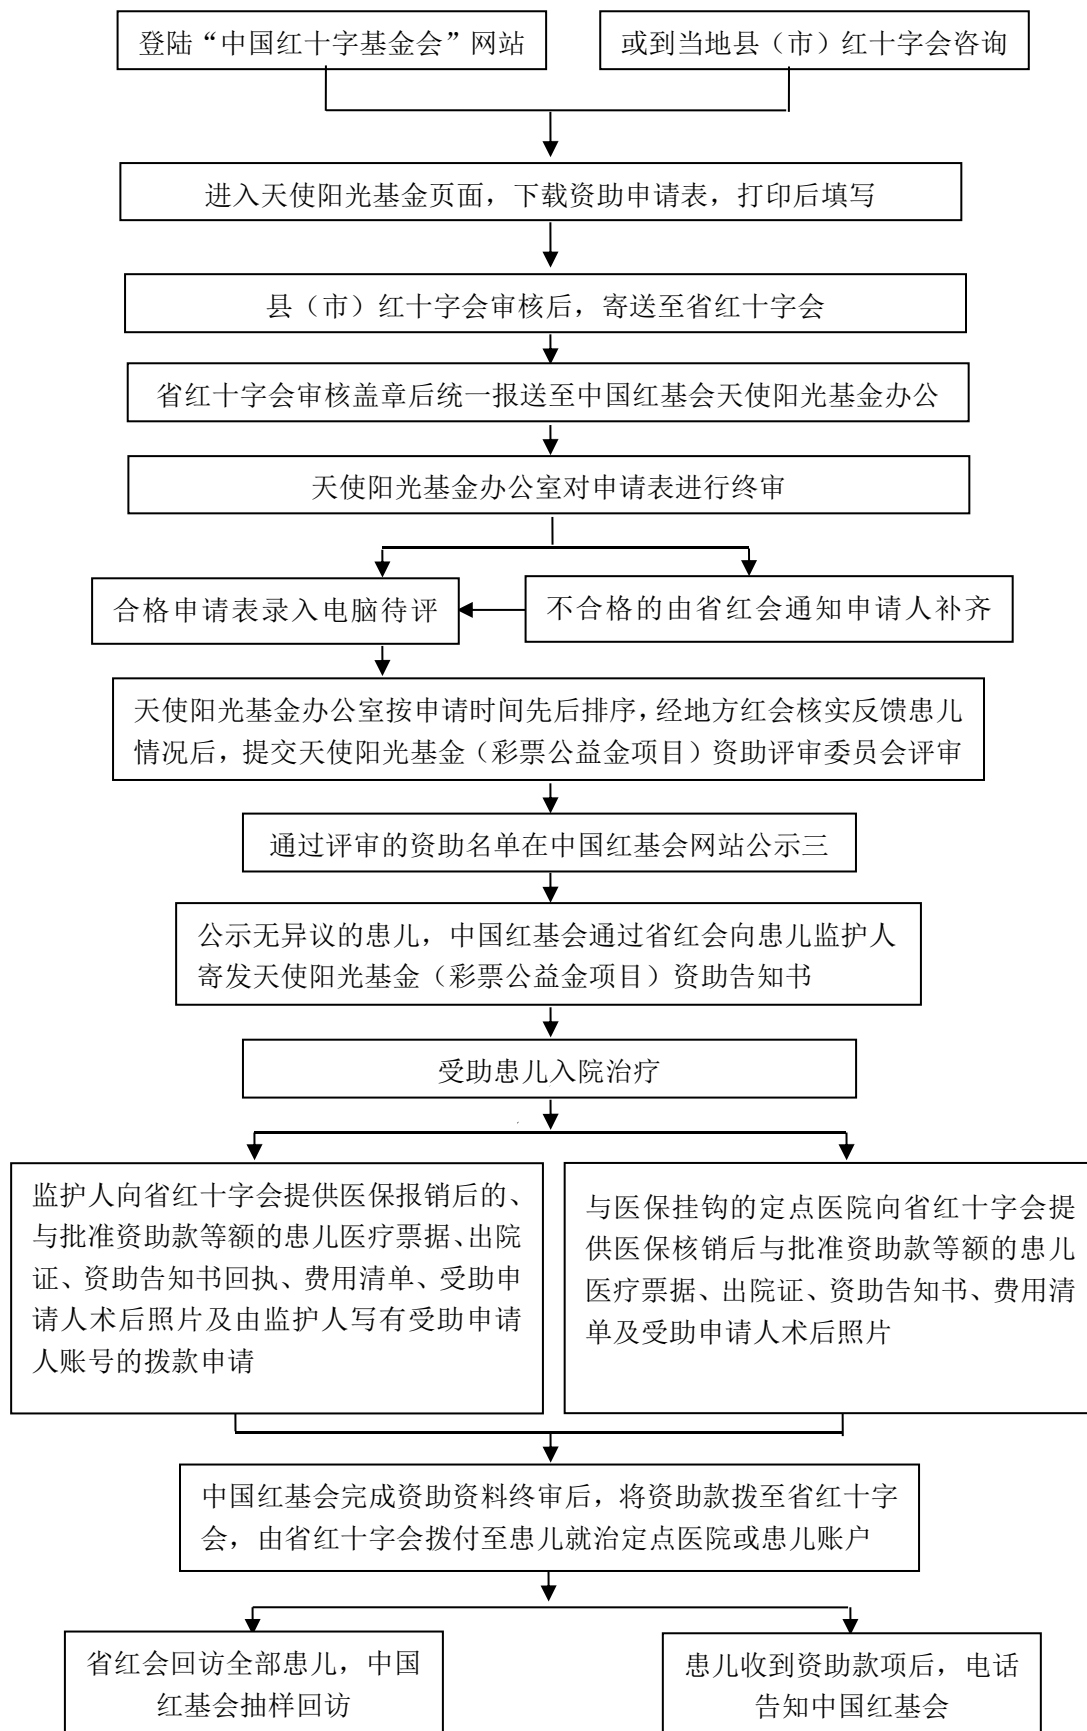 登陆“中国红十字基金会”网站
或到当地县（市）红十字会咨询
进入天使阳光基金页面，下载资助申请表，打印后填写
县（市）红十字会审核后，寄送至省红十字会
省红十字会审核盖章后统一报送至中国红基会天使阳光基金办公
天使阳光基金办公室对申请表进行终审
合格申请表录入电脑待评
不合格的由省红会通知申请人补齐
天使阳光基金办公室按申请时间先后排序，经地方红会核实反馈患儿
情况后，提交天使阳光基金（彩票公益金项目）资助评审委员会评审
通过评审的资助名单在中国红基会网站公示三
公示无异议的患儿，中国红基会通过省红会向患儿监护人
寄发天使阳光基金（彩票公益金项目）资助告知书
受助患儿入院治疗
监护人向省红十字会提供医保报销后的、
与批准资助款等额的患儿医疗票据、出院
证、资助告知书回执、费用清单、受助申
请人术后照片及由监护人写有受助申请
人账号的拨款申请
与医保挂钩的定点医院向省红十字会提
供医保核销后与批准资助款等额的患儿
医疗票据、出院证、资助告知书、费用清
单及受助申请人术后照片
中国红基会完成资助资料终审后，将资助款拨至省红十字
会，由省红十字会拨付至患儿就治定点医院或患儿账户
省红会回访全部患儿，中国
红基会抽样回访
患儿收到资助款项后，电话
告知中国红基会